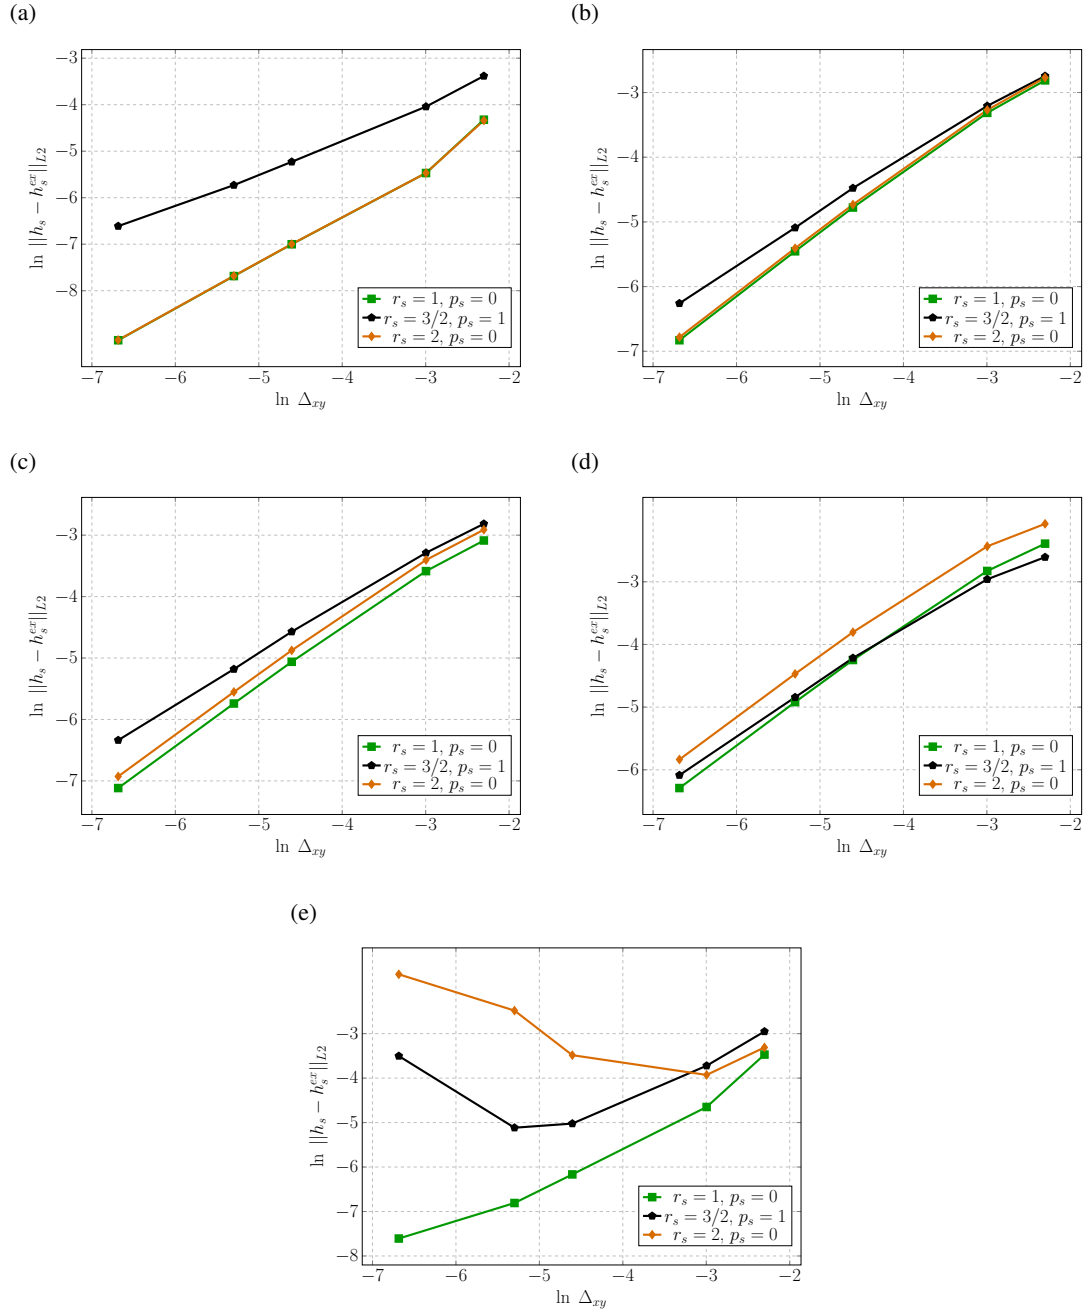 (a)
−3
−4
−5
−6
−7
−8
−7
−6
−5
−4
−3
−2
ln ||h_s − h_s^{ex}||_{L2}
ln Δ_{xy}
r_s = 1, p_s = 0
r_s = 3/2, p_s = 1
r_s = 2, p_s = 0
(b)
−3
−4
−5
−6
−7
−7
−6
−5
−4
−3
−2
ln ||h_s − h_s^{ex}||_{L2}
ln Δ_{xy}
r_s = 1, p_s = 0
r_s = 3/2, p_s = 1
r_s = 2, p_s = 0
(c)
−3
−4
−5
−6
−7
−7
−6
−5
−4
−3
−2
ln ||h_s − h_s^{ex}||_{L2}
ln Δ_{xy}
r_s = 1, p_s = 0
r_s = 3/2, p_s = 1
r_s = 2, p_s = 0
(d)
−3
−4
−5
−6
−7
−6
−5
−4
−3
−2
ln ||h_s − h_s^{ex}||_{L2}
ln Δ_{xy}
r_s = 1, p_s = 0
r_s = 3/2, p_s = 1
r_s = 2, p_s = 0
(e)
−3
−4
−5
−6
−7
−8
−7
−6
−5
−4
−3
−2
ln ||h_s − h_s^{ex}||_{L2}
ln Δ_{xy}
r_s = 1, p_s = 0
r_s = 3/2, p_s = 1
r_s = 2, p_s = 0